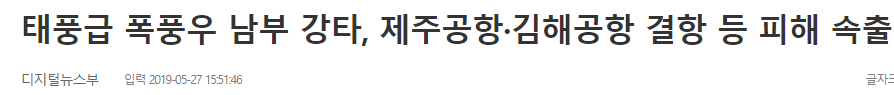 태풍급 폭풍우 남부 강타, 제주공항·김해공항 결항 등 피해 속출
디지털뉴스부 입력 2019-05-27 15:51:46 글자